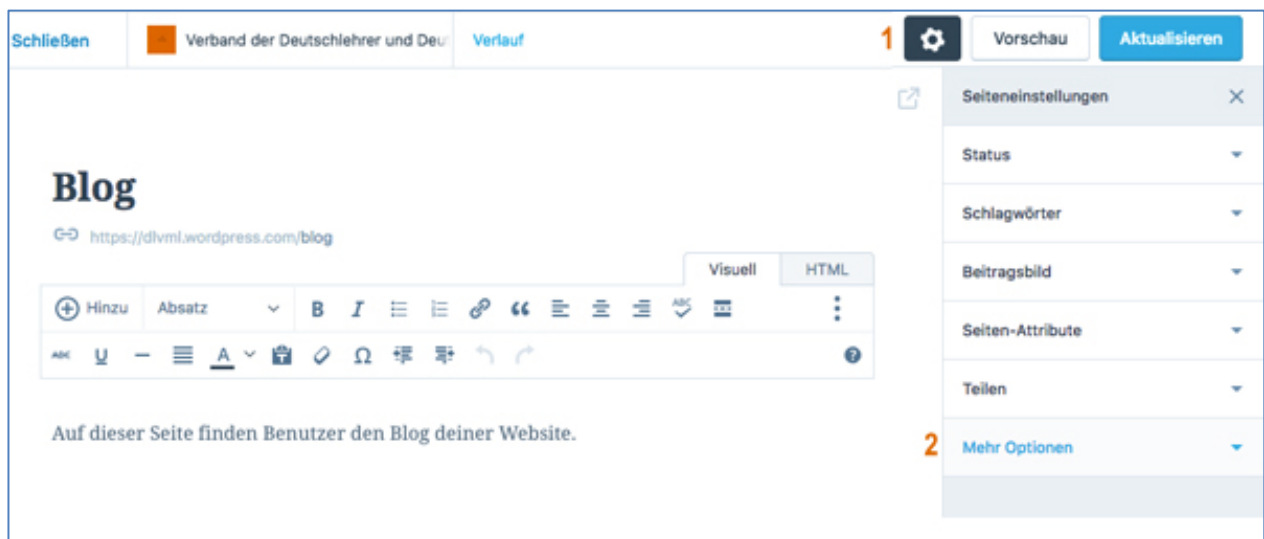 Schließen Verband der Deutschlehrer und Deu Verlauf 1 Vorschau Aktualisieren
Seiteneinstellungen
Status
Blog
Schlagwörter
https://dlvml.wordpress.com/blog
Visuell HTML
Beitragsbild
Hinzu Absatz B I ABC
Seiten-Attribute
ABC U A T Ω ?
Teilen
Auf dieser Seite finden Benutzer den Blog deiner Website.
2 Mehr Optionen